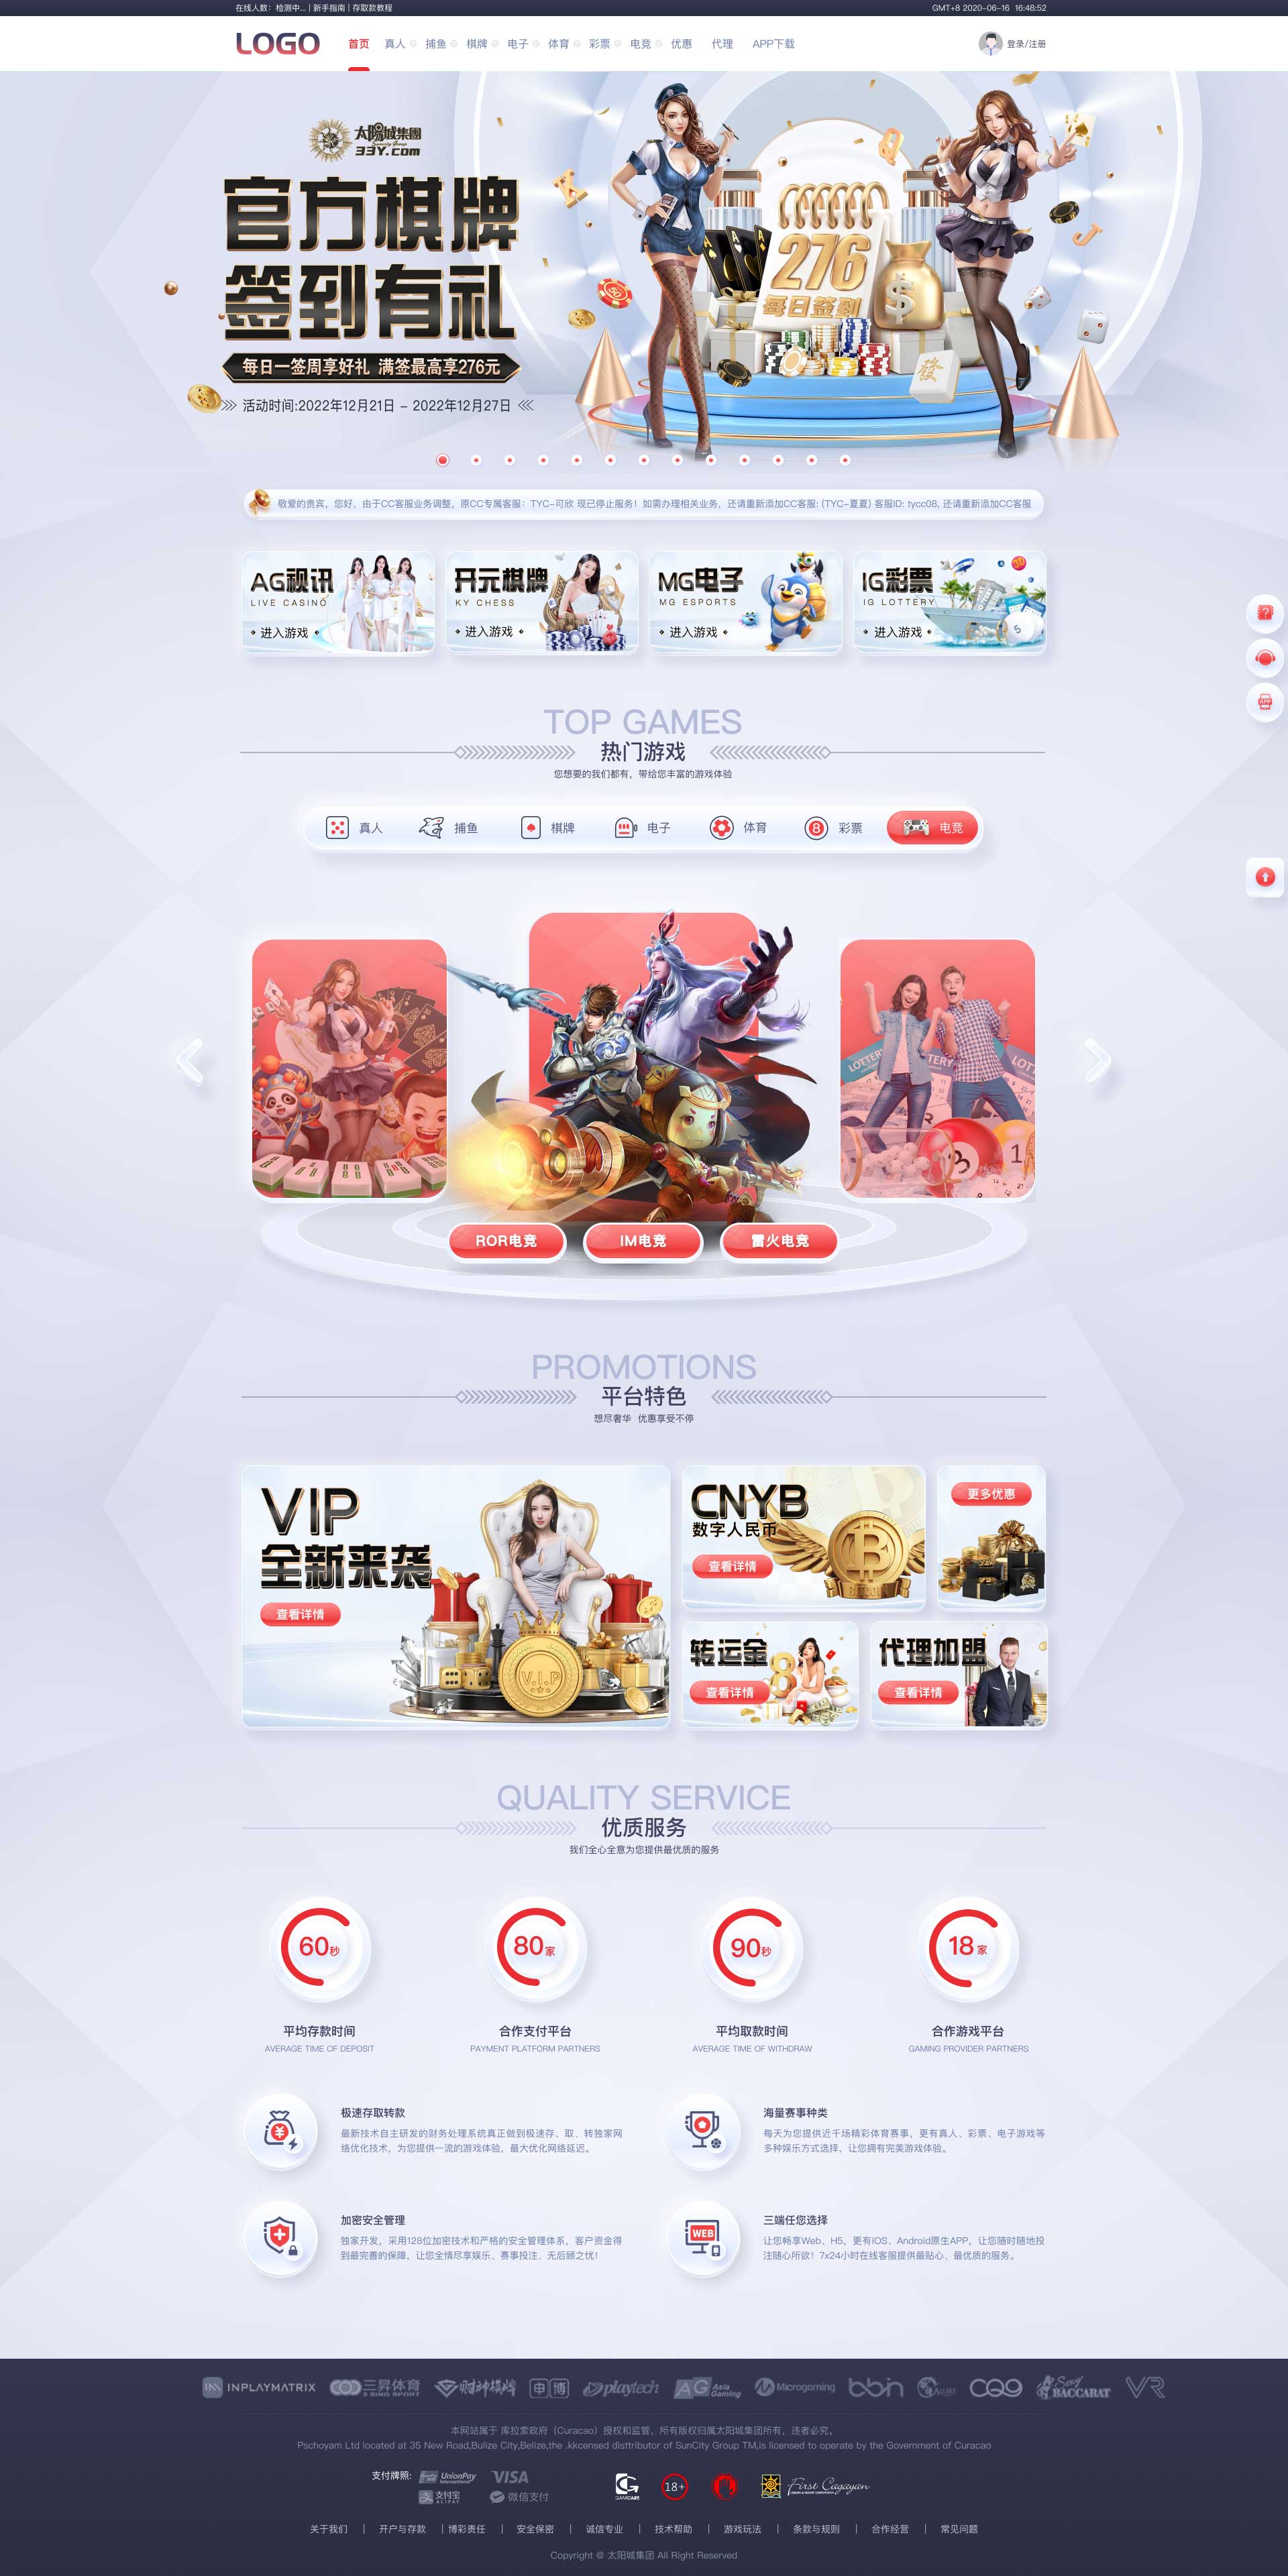 在线人数：检测中... | 新手指南 | 存取款教程
GMT+8 2020-06-16 16:48:52
LOGO
首页 真人 捕鱼 棋牌 电子 体育 彩票 电竞 优惠 代理 APP下载
登录/注册
太陽城集團
33Y.com
官方棋牌
签到有礼
每日一签周享好礼 满签最高享276元
活动时间:2022年12月21日 - 2022年12月27日
276
每日签到
敬爱的贵宾，您好，由于CC客服业务调整，原CC专属客服：TYC-可欣 现已停止服务！如需办理相关业务，还请重新添加CC客服: (TYC-夏夏) 客服ID: tycc08, 还请重新添加CC客服
AG视讯
LIVE CASINO
进入游戏
开元棋牌
KY CHESS
进入游戏
MG电子
MG ESPORTS
进入游戏
IG彩票
IG LOTTERY
进入游戏
TOP GAMES
热门游戏
您想要的我们都有，带给您丰富的游戏体验
真人 捕鱼 棋牌 电子 体育 彩票 电竞
ROR电竞 IM电竞 雷火电竞
PROMOTIONS
平台特色
想尽奢华 优惠享受不停
VIP
全新来袭
查看详情
V.I.P
CNYB
数字人民币
查看详情
更多优惠
转运金
查看详情
代理加盟
查看详情
QUALITY SERVICE
优质服务
我们全心全意为您提供最优质的服务
60秒 80家 90秒 18家
平均存款时间 合作支付平台 平均取款时间 合作游戏平台
AVERAGE TIME OF DEPOSIT PAYMENT PLATFORM PARTNERS AVERAGE TIME OF WITHDRAW GAMING PROVIDER PARTNERS
极速存取转款
最新技术自主研发的财务处理系统真正做到极速存、取、转独家网
络优化技术，为您提供一流的游戏体验，最大优化网络延迟。
海量赛事种类
每天为您提供近千场精彩体育赛事，更有真人、彩票、电子游戏等
多种娱乐方式选择，让您拥有完美游戏体验。
加密安全管理
独家开发，采用128位加密技术和严格的安全管理体系，客户资金得
到最完善的保障，让您全情尽享娱乐、赛事投注、无后顾之忧！
WEB
三端任您选择
让您畅享Web、H5，更有iOS、Android原生APP，让您随时随地投
注随心所欲！7x24小时在线客服提供最贴心、最优质的服务。
INPLAYMATRIX 三昇体育 3 SING SPORT 财神棋牌 申博 playtech AG Asia Gaming Microgaming bbin ALLBET CQ9 Sexy BACCARAT VR
本网站属于 库拉索政府（Curacao）授权和监管，所有版权归属太阳城集团所有，违者必究。
Pschoyam Ltd located at 35 New Road,Bulize City,Belize,the .kkcensed disttributor of SunCity Group TM,is licensed to operate by the Government of Curacao
支付牌照: UnionPay International VISA
支付宝 ALIPAY 微信支付
GAMCARE 18+ First Cagayan
关于我们 | 开户与存款 | 博彩责任 | 安全保密 | 诚信专业 | 技术帮助 | 游戏玩法 | 条款与规则 | 合作经营 | 常见问题
Copyright @ 太阳城集团 All Right Reserved